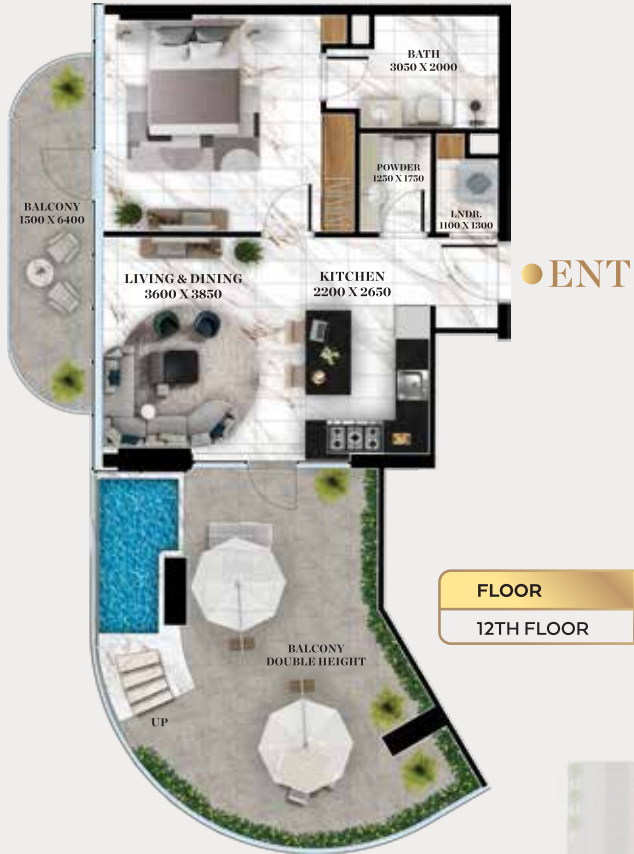 BATH
3050 X 2000
POWDER
1250 X 1750
BALCONY
1500 X 6400
LNDR.
1100 X 1300
LIVING & DINING
3600 X 3850
KITCHEN
2200 X 2650
ENT
FLOOR
12TH FLOOR
BALCONY
DOUBLE HEIGHT
UP